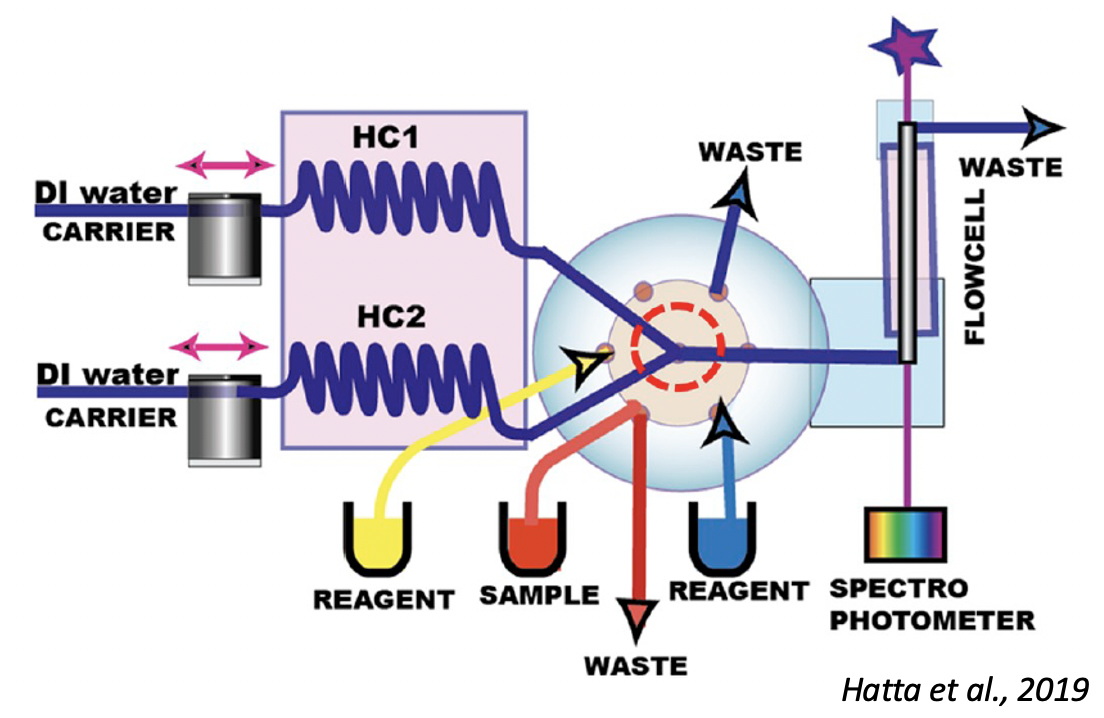 HC1
WASTE
DI water
CARRIER
WASTE
FLOWCELL
HC2
DI water
CARRIER
REAGENT
SAMPLE
REAGENT
SPECTRO
PHOTOMETER
WASTE
Hatta et al., 2019